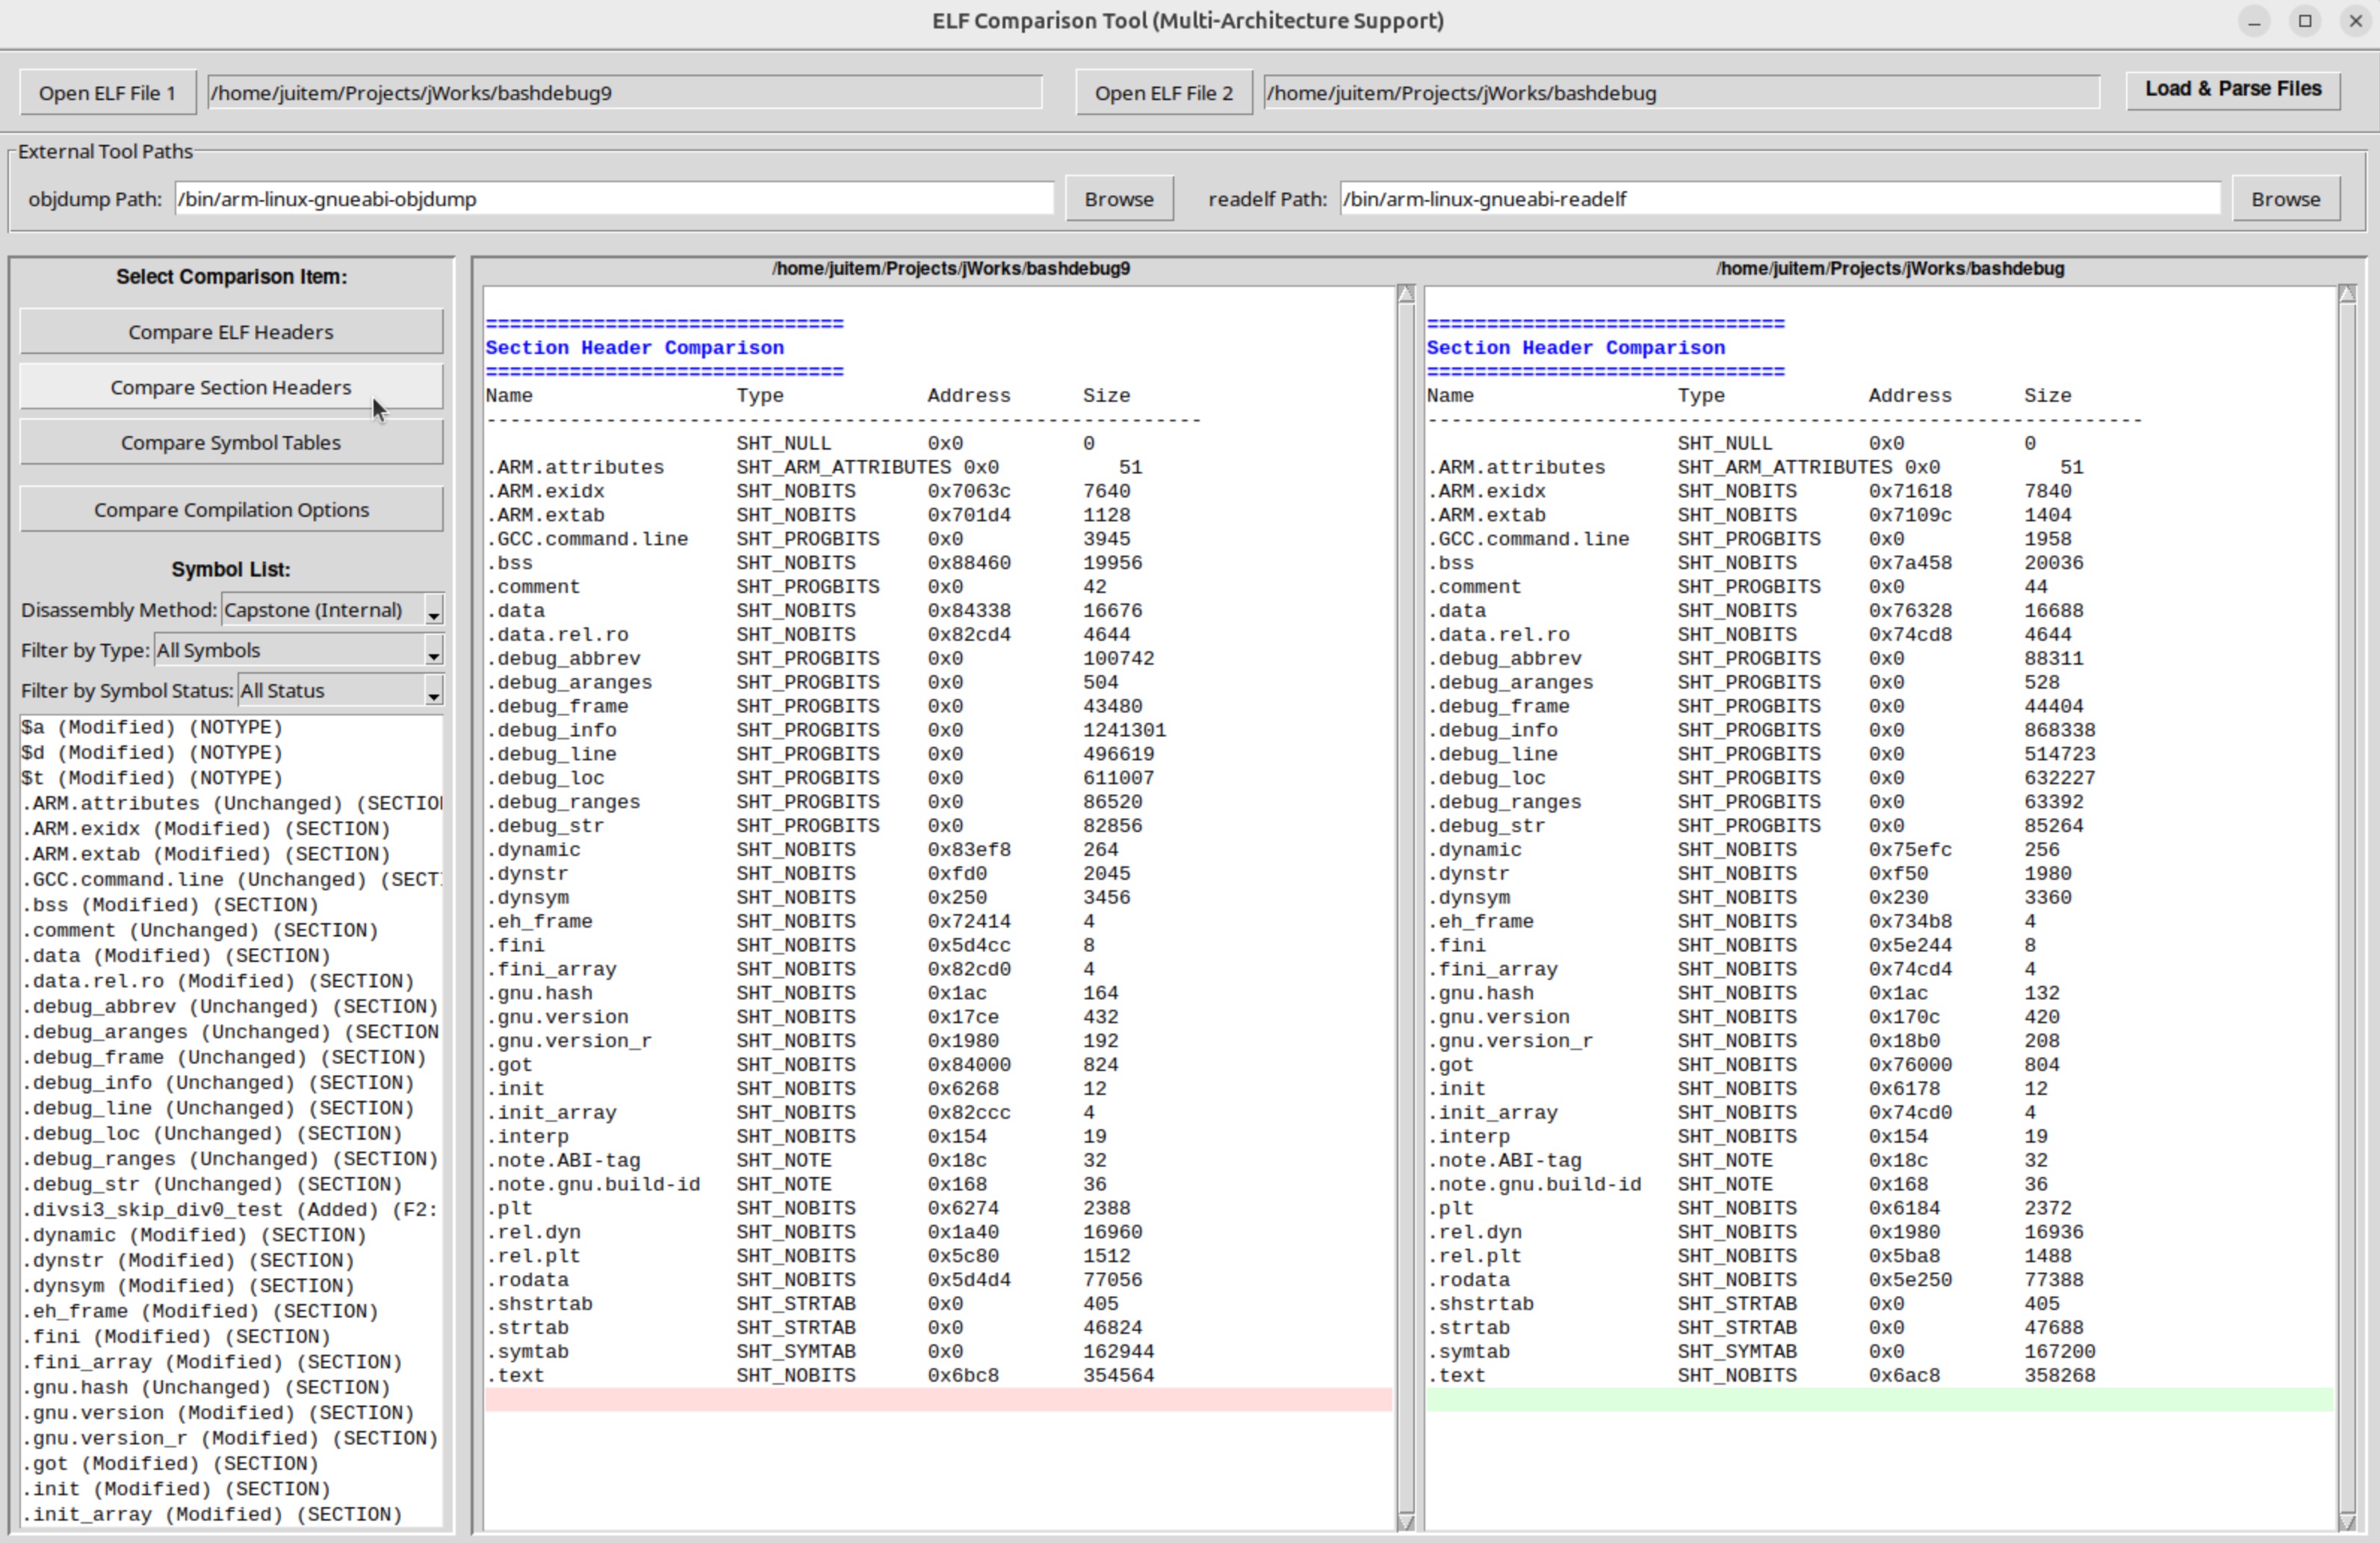 ELF Comparison Tool (Multi-Architecture Support)
Open ELF File 1 /home/juitem/Projects/jWorks/bashdebug9 Open ELF File 2 /home/juitem/Projects/jWorks/bashdebug Load & Parse Files
External Tool Paths
objdump Path: /bin/arm-linux-gnueabi-objdump Browse readelf Path: /bin/arm-linux-gnueabi-readelf Browse
Select Comparison Item:
Compare ELF Headers
Compare Section Headers
Compare Symbol Tables
Compare Compilation Options
Symbol List:
Disassembly Method: Capstone (Internal)
Filter by Type: All Symbols
Filter by Symbol Status: All Status
$a (Modified) (NOTYPE)
$d (Modified) (NOTYPE)
$t (Modified) (NOTYPE)
.ARM.attributes (Unchanged) (SECTIO
.ARM.exidx (Modified) (SECTION)
.ARM.extab (Modified) (SECTION)
.GCC.command.line (Unchanged) (SECT
.bss (Modified) (SECTION)
.comment (Unchanged) (SECTION)
.data (Modified) (SECTION)
.data.rel.ro (Modified) (SECTION)
.debug_abbrev (Unchanged) (SECTION)
.debug_aranges (Unchanged) (SECTION
.debug_frame (Unchanged) (SECTION)
.debug_info (Unchanged) (SECTION)
.debug_line (Unchanged) (SECTION)
.debug_loc (Unchanged) (SECTION)
.debug_ranges (Unchanged) (SECTION)
.debug_str (Unchanged) (SECTION)
.divsi3_skip_div0_test (Added) (F2:
.dynamic (Modified) (SECTION)
.dynstr (Modified) (SECTION)
.dynsym (Modified) (SECTION)
.eh_frame (Modified) (SECTION)
.fini (Modified) (SECTION)
.fini_array (Modified) (SECTION)
.gnu.hash (Unchanged) (SECTION)
.gnu.version (Modified) (SECTION)
.gnu.version_r (Modified) (SECTION)
.got (Modified) (SECTION)
.init (Modified) (SECTION)
.init_array (Modified) (SECTION)
/home/juitem/Projects/jWorks/bashdebug9
==============================
Section Header Comparison
==============================
Name Type Address Size
------------------------------------------------------------
SHT_NULL 0x0 0
.ARM.attributes SHT_ARM_ATTRIBUTES 0x0 51
.ARM.exidx SHT_NOBITS 0x7063c 7640
.ARM.extab SHT_NOBITS 0x701d4 1128
.GCC.command.line SHT_PROGBITS 0x0 3945
.bss SHT_NOBITS 0x88460 19956
.comment SHT_PROGBITS 0x0 42
.data SHT_NOBITS 0x84338 16676
.data.rel.ro SHT_NOBITS 0x82cd4 4644
.debug_abbrev SHT_PROGBITS 0x0 100742
.debug_aranges SHT_PROGBITS 0x0 504
.debug_frame SHT_PROGBITS 0x0 43480
.debug_info SHT_PROGBITS 0x0 1241301
.debug_line SHT_PROGBITS 0x0 496619
.debug_loc SHT_PROGBITS 0x0 611007
.debug_ranges SHT_PROGBITS 0x0 86520
.debug_str SHT_PROGBITS 0x0 82856
.dynamic SHT_NOBITS 0x83ef8 264
.dynstr SHT_NOBITS 0xfd0 2045
.dynsym SHT_NOBITS 0x250 3456
.eh_frame SHT_NOBITS 0x72414 4
.fini SHT_NOBITS 0x5d4cc 8
.fini_array SHT_NOBITS 0x82cd0 4
.gnu.hash SHT_NOBITS 0x1ac 164
.gnu.version SHT_NOBITS 0x17ce 432
.gnu.version_r SHT_NOBITS 0x1980 192
.got SHT_NOBITS 0x84000 824
.init SHT_NOBITS 0x6268 12
.init_array SHT_NOBITS 0x82ccc 4
.interp SHT_NOBITS 0x154 19
.note.ABI-tag SHT_NOTE 0x18c 32
.note.gnu.build-id SHT_NOTE 0x168 36
.plt SHT_NOBITS 0x6274 2388
.rel.dyn SHT_NOBITS 0x1a40 16960
.rel.plt SHT_NOBITS 0x5c80 1512
.rodata SHT_NOBITS 0x5d4d4 77056
.shstrtab SHT_STRTAB 0x0 405
.strtab SHT_STRTAB 0x0 46824
.symtab SHT_SYMTAB 0x0 162944
.text SHT_NOBITS 0x6bc8 354564
/home/juitem/Projects/jWorks/bashdebug
==============================
Section Header Comparison
==============================
Name Type Address Size
------------------------------------------------------------
SHT_NULL 0x0 0
.ARM.attributes SHT_ARM_ATTRIBUTES 0x0 51
.ARM.exidx SHT_NOBITS 0x71618 7840
.ARM.extab SHT_NOBITS 0x7109c 1404
.GCC.command.line SHT_PROGBITS 0x0 1958
.bss SHT_NOBITS 0x7a458 20036
.comment SHT_PROGBITS 0x0 44
.data SHT_NOBITS 0x76328 16688
.data.rel.ro SHT_NOBITS 0x74cd8 4644
.debug_abbrev SHT_PROGBITS 0x0 88311
.debug_aranges SHT_PROGBITS 0x0 528
.debug_frame SHT_PROGBITS 0x0 44404
.debug_info SHT_PROGBITS 0x0 868338
.debug_line SHT_PROGBITS 0x0 514723
.debug_loc SHT_PROGBITS 0x0 632227
.debug_ranges SHT_PROGBITS 0x0 63392
.debug_str SHT_PROGBITS 0x0 85264
.dynamic SHT_NOBITS 0x75efc 256
.dynstr SHT_NOBITS 0xf50 1980
.dynsym SHT_NOBITS 0x230 3360
.eh_frame SHT_NOBITS 0x734b8 4
.fini SHT_NOBITS 0x5e244 8
.fini_array SHT_NOBITS 0x74cd4 4
.gnu.hash SHT_NOBITS 0x1ac 132
.gnu.version SHT_NOBITS 0x170c 420
.gnu.version_r SHT_NOBITS 0x18b0 208
.got SHT_NOBITS 0x76000 804
.init SHT_NOBITS 0x6178 12
.init_array SHT_NOBITS 0x74cd0 4
.interp SHT_NOBITS 0x154 19
.note.ABI-tag SHT_NOTE 0x18c 32
.note.gnu.build-id SHT_NOTE 0x168 36
.plt SHT_NOBITS 0x6184 2372
.rel.dyn SHT_NOBITS 0x1980 16936
.rel.plt SHT_NOBITS 0x5ba8 1488
.rodata SHT_NOBITS 0x5e250 77388
.shstrtab SHT_STRTAB 0x0 405
.strtab SHT_STRTAB 0x0 47688
.symtab SHT_SYMTAB 0x0 167200
.text SHT_NOBITS 0x6ac8 358268